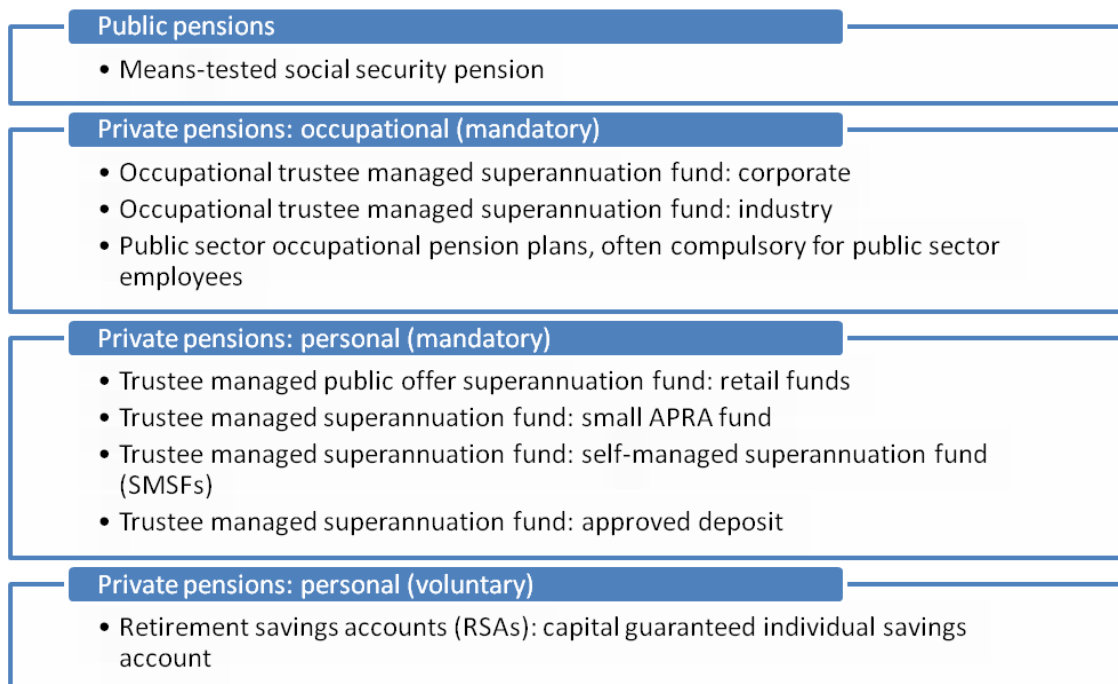 Public pensions
• Means-tested social security pension
Private pensions: occupational (mandatory)
• Occupational trustee managed superannuation fund: corporate
• Occupational trustee managed superannuation fund: industry
• Public sector occupational pension plans, often compulsory for public sector
employees
Private pensions: personal (mandatory)
• Trustee managed public offer superannuation fund: retail funds
• Trustee managed superannuation fund: small APRA fund
• Trustee managed superannuation fund: self-managed superannuation fund
(SMSFs)
• Trustee managed superannuation fund: approved deposit
Private pensions: personal (voluntary)
• Retirement savings accounts (RSAs): capital guaranteed individual savings
account